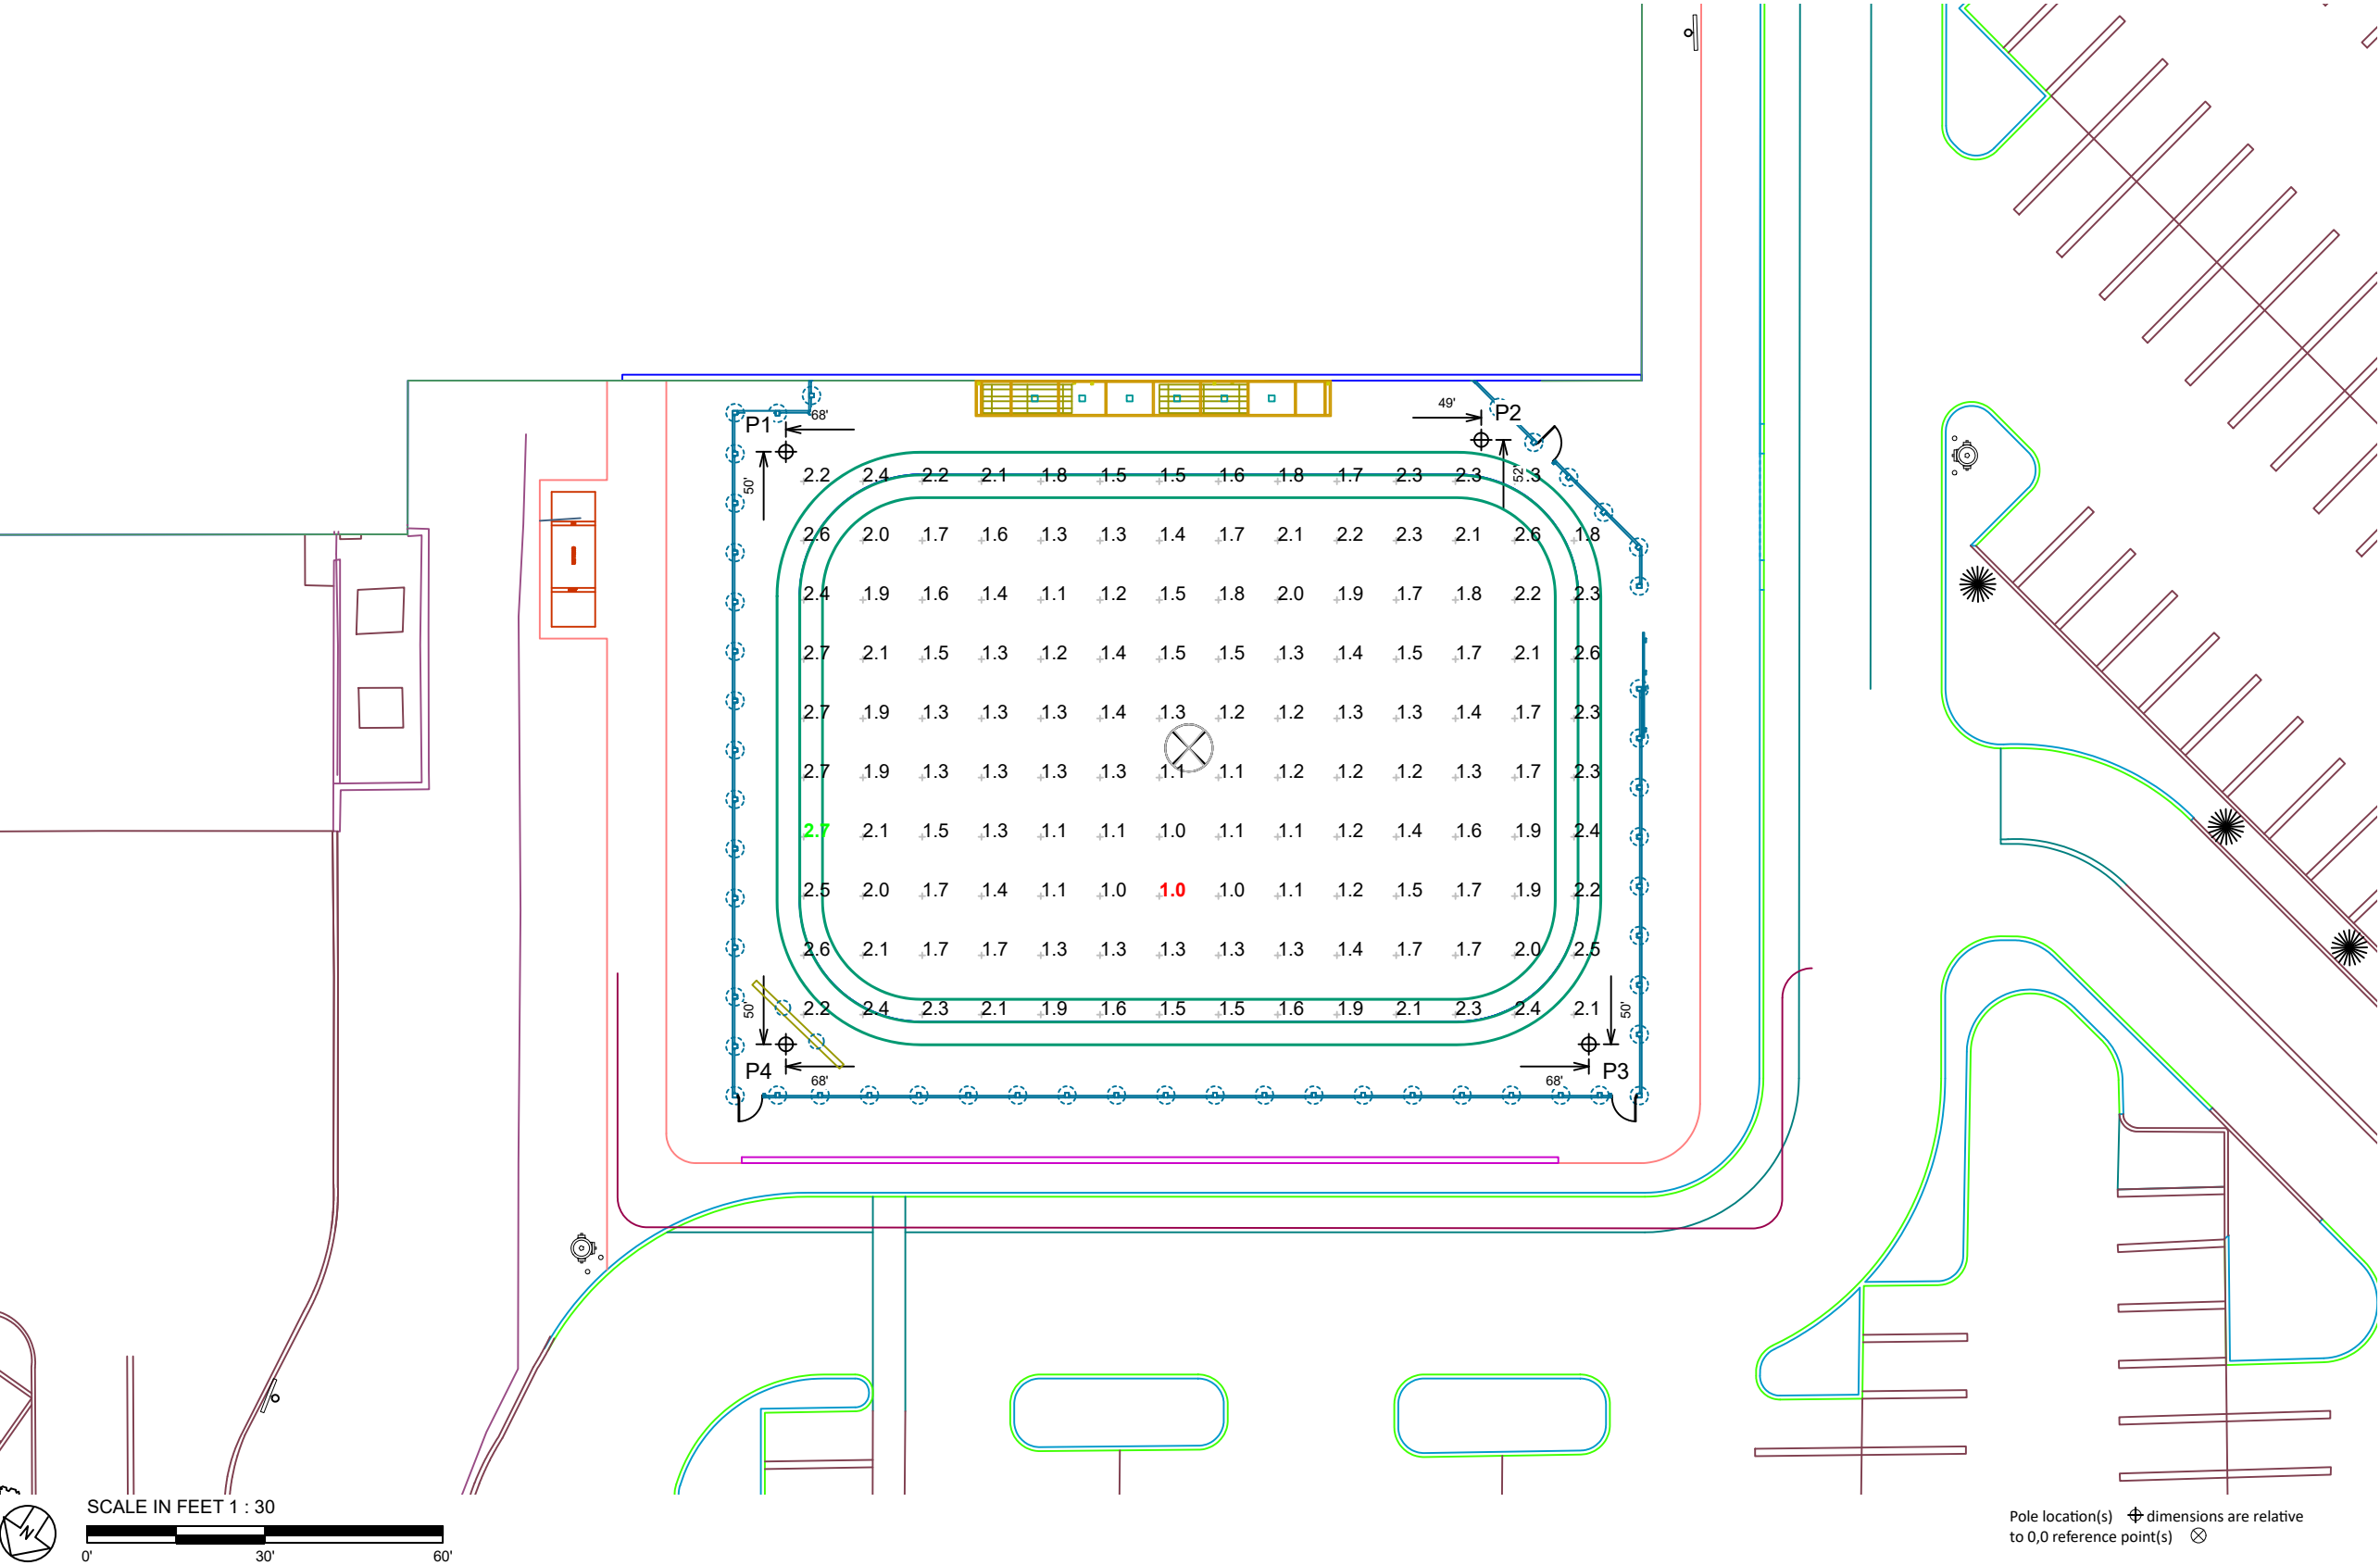 49'
P2
P1
68'
2.2 2.4 2.2 2.1 1.8 1.5 1.5 1.6 1.8 1.7 2.3 2.3 .3
50'
52'
2.6 2.0 1.7 1.6 1.3 1.3 1.4 1.7 2.1 2.2 2.3 2.1 2.6 1.8
2.4 1.9 1.6 1.4 1.1 1.2 1.5 1.8 2.0 1.9 1.7 1.8 2.2 2.3
2.7 2.1 1.5 1.3 1.2 1.4 1.5 1.5 1.3 1.4 1.5 1.7 2.1 2.6
2.7 1.9 1.3 1.3 1.3 1.4 1.3 1.2 1.2 1.3 1.3 1.4 1.7 2.3
2.7 1.9 1.3 1.3 1.3 1.3 1.1 1.1 1.2 1.2 1.2 1.3 1.7 2.3
2.7 2.1 1.5 1.3 1.1 1.1 1.0 1.1 1.1 1.2 1.4 1.6 1.9 2.4
2.5 2.0 1.7 1.4 1.1 1.0 1.0 1.0 1.1 1.2 1.5 1.7 1.9 2.2
2.6 2.1 1.7 1.7 1.3 1.3 1.3 1.3 1.3 1.4 1.7 1.7 2.0 2.5
2.2 2.4 2.3 2.1 1.9 1.6 1.5 1.5 1.6 1.9 2.1 2.3 2.4 2.1
50'
50'
P4
P3
68'
68'
N
SCALE IN FEET 1 : 30
0' 30' 60'
Pole location(s) dimensions are relative
to 0,0 reference point(s)